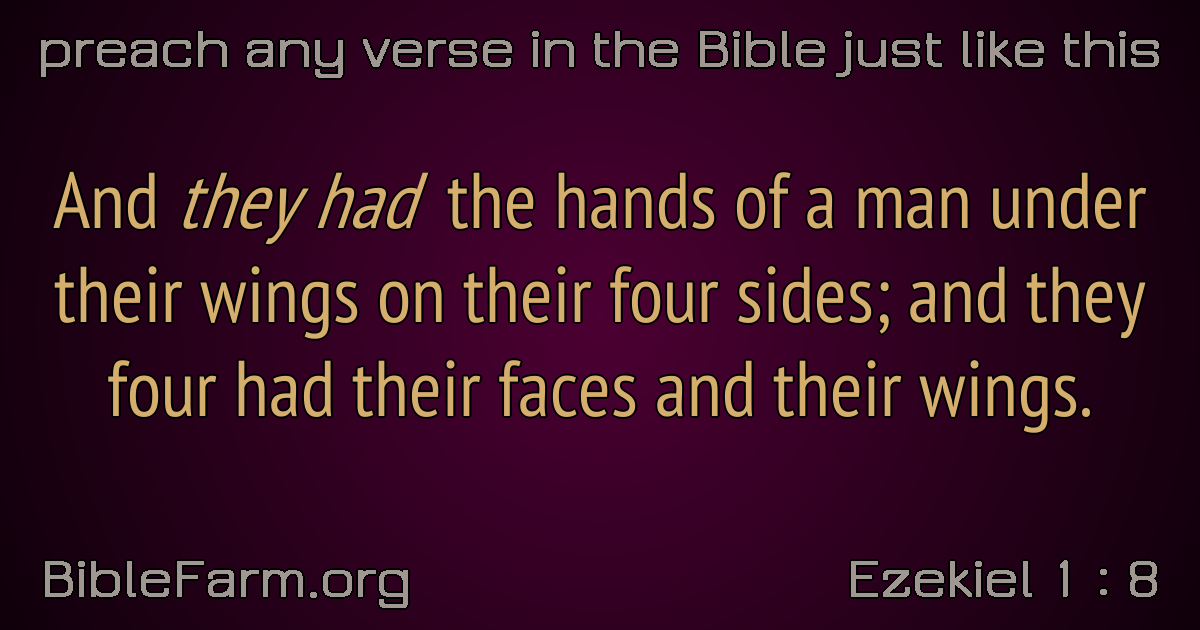 preach any verse in the Bible just like this
And they had the hands of a man under
their wings on their four sides; and they
four had their faces and their wings.
BibleFarm.org
Ezekiel 1 : 8